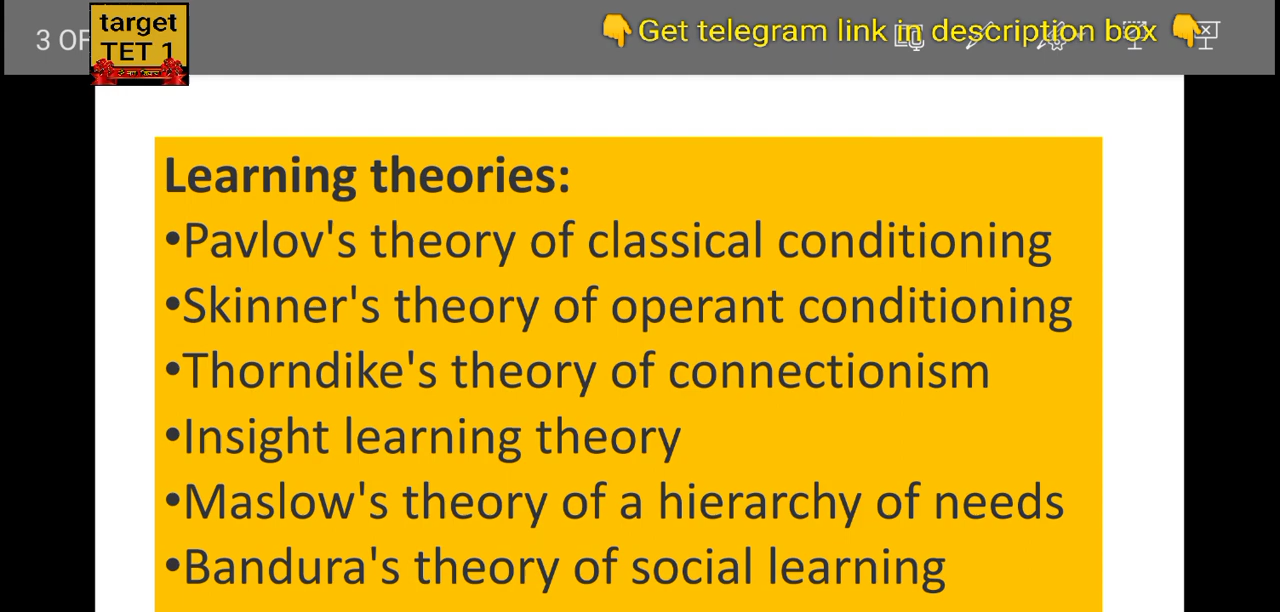 3 OF
target
TET 1
👇Get telegram link in description box 👇
Learning theories:
•Pavlov's theory of classical conditioning
•Skinner's theory of operant conditioning
•Thorndike's theory of connectionism
•Insight learning theory
•Maslow's theory of a hierarchy of needs
•Bandura's theory of social learning